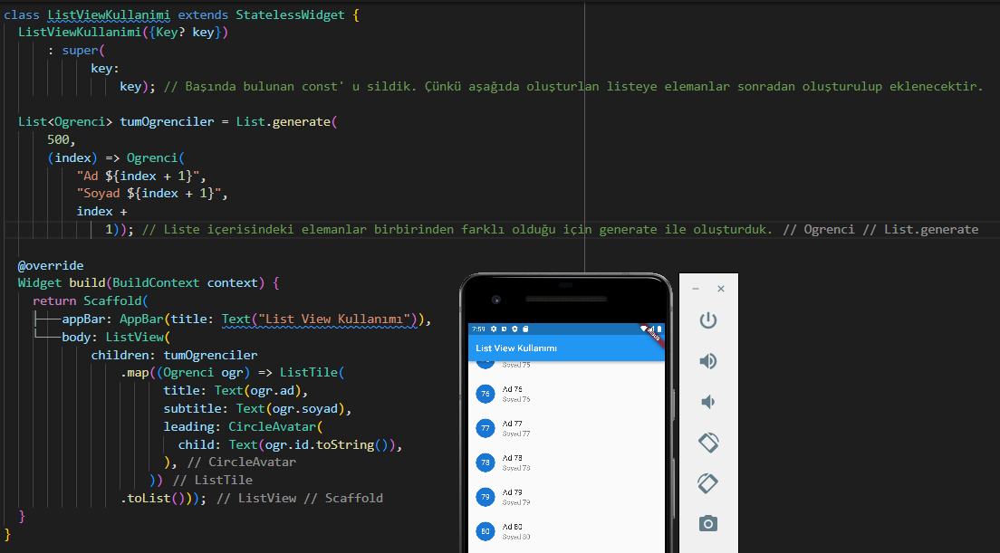 class ListViewKullanimi extends StatelessWidget {
ListViewKullanimi({Key? key})
: super(
key:
key); // Başında bulunan const' u sildik. Çünkü aşağıda oluşturlan listeye elemanlar sonradan oluşturulup eklenecektir.
List<Ogrenci> tumOgrenciler = List.generate(
500,
(index) => Ogrenci(
"Ad ${index + 1}",
"Soyad ${index + 1}",
index +
1)); // Liste içerisindeki elemanlar birbirinden farklı olduğu için generate ile oluşturduk. // Ogrenci // List.generate
@override
Widget build(BuildContext context) {
return Scaffold(
appBar: AppBar(title: Text("List View Kullanımı")),
body: ListView(
children: tumOgrenciler
.map((Ogrenci ogr) => ListTile(
title: Text(ogr.ad),
subtitle: Text(ogr.soyad),
leading: CircleAvatar(
child: Text(ogr.id.toString()),
), // CircleAvatar
)) // ListTile
.toList())); // ListView // Scaffold
}
}
7:59
List View Kullanımı
Soyad 75
76 Ad 76
Soyad 76
77 Ad 77
Soyad 77
78 Ad 78
Soyad 78
79 Ad 79
Soyad 79
80 Ad 80
Soyad 80